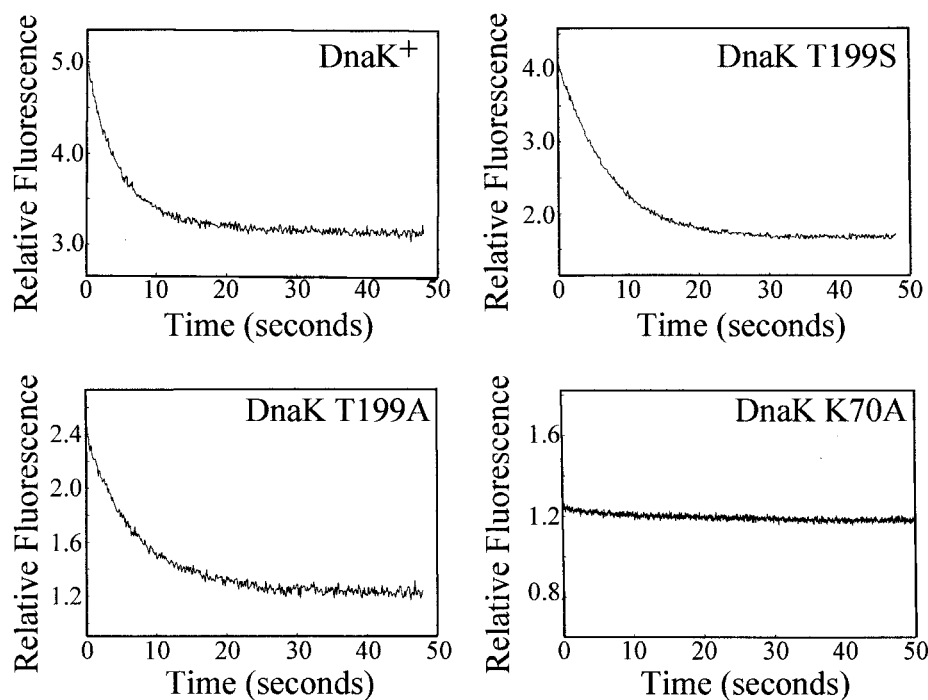 DnaK+
Relative Fluorescence
5.0
4.0
3.0
0 10 20 30 40 50
Time (seconds)
DnaK T199S
Relative Fluorescence
4.0
3.0
2.0
0 10 20 30 40 50
Time (seconds)
DnaK T199A
Relative Fluorescence
2.4
2.0
1.6
1.2
0 10 20 30 40 50
Time (seconds)
DnaK K70A
Relative Fluorescence
1.6
1.2
0.8
0 10 20 30 40 50
Time (seconds)